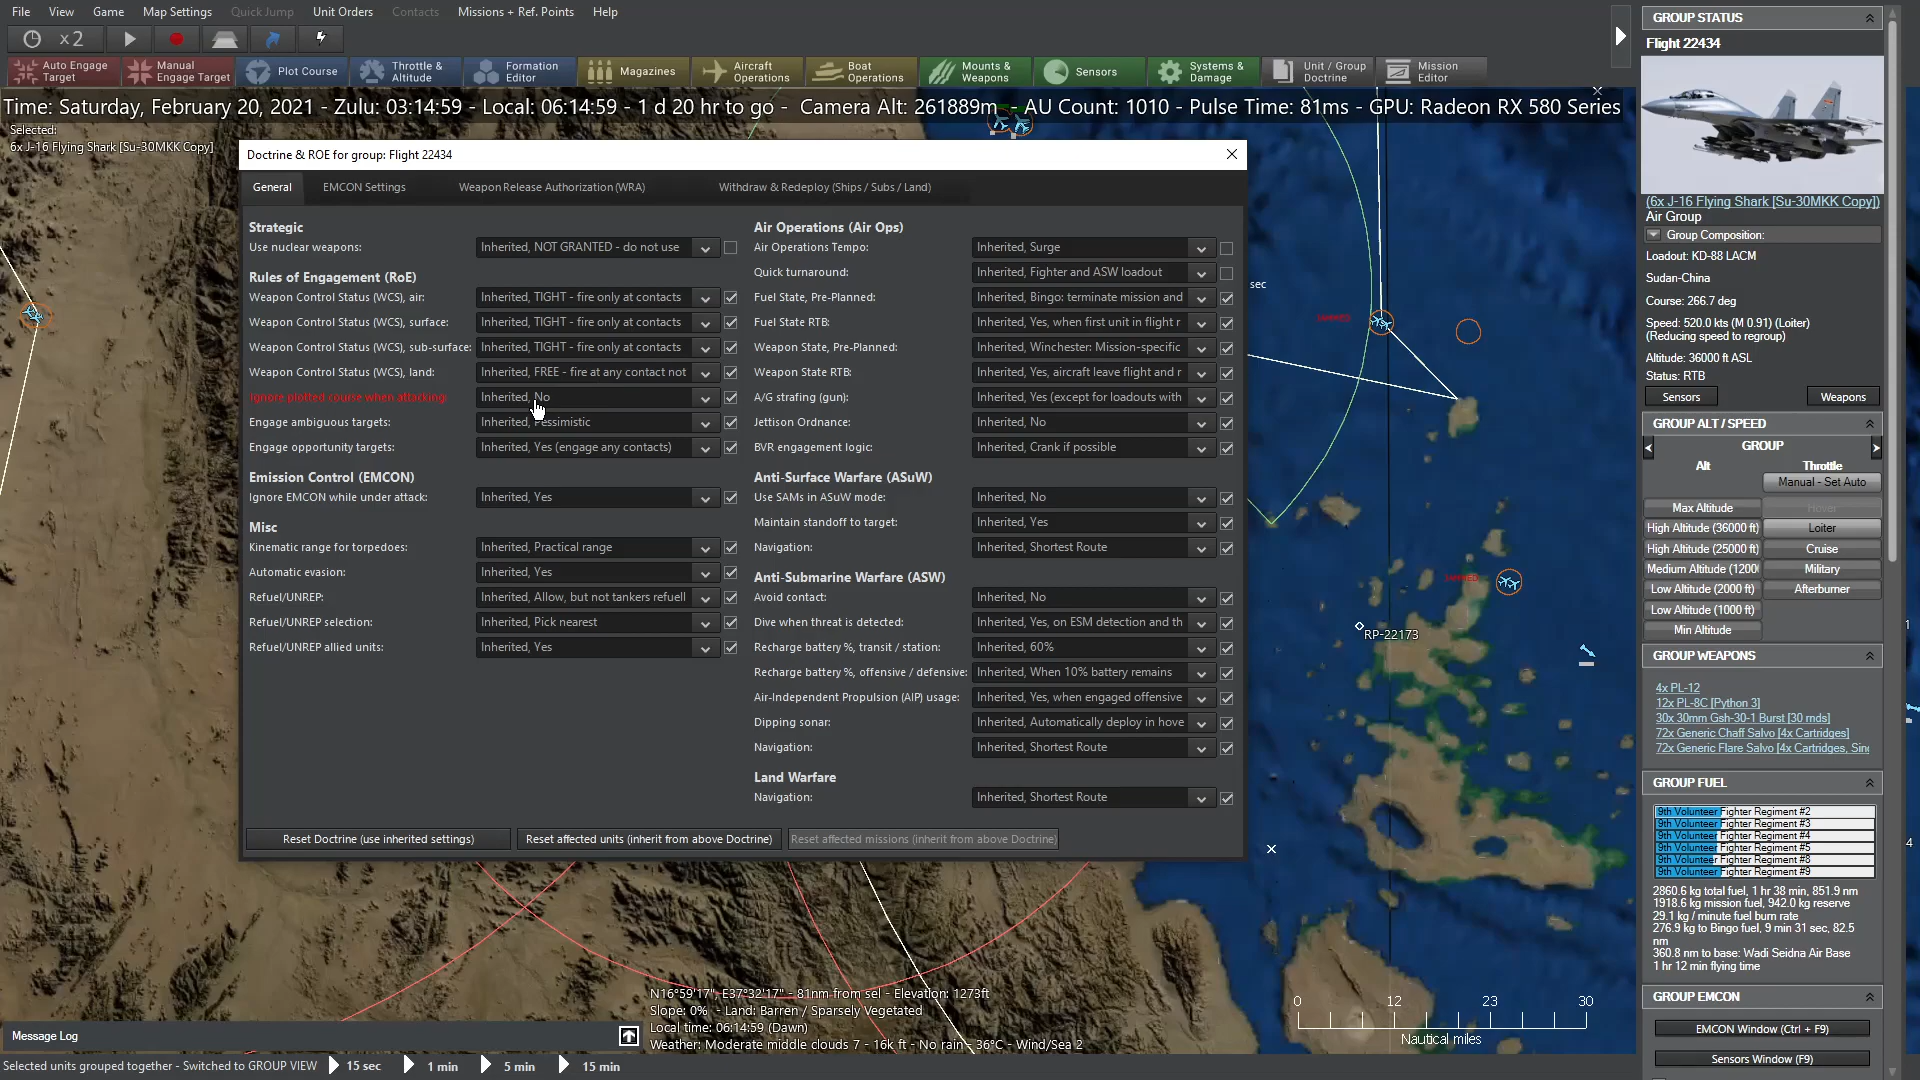 File View Game Map Settings Quick Jump Unit Orders Contacts Missions + Ref. Points Help
x 2
Auto Engage Target
Manual Engage Target
Plot Course
Throttle & Altitude
Formation Editor
Magazines
Aircraft Operations
Boat Operations
Mounts & Weapons
Sensors
Systems & Damage
Unit / Group Doctrine
Mission Editor
Time: Saturday, February 20, 2021 - Zulu: 03:14:59 - Local: 06:14:59 - 1 d 20 hr to go - Camera Alt: 261889m - AU Count: 1010 - Pulse Time: 81ms - GPU: Radeon RX 580 Series
Selected:
6x J-16 Flying Shark [Su-30MKK Copy]
Doctrine & ROE for group: Flight 22434
General EMCON Settings Weapon Release Authorization (WRA) Withdraw & Redeploy (Ships / Subs / Land)
Strategic
Use nuclear weapons: Inherited, NOT GRANTED - do not use
Rules of Engagement (RoE)
Weapon Control Status (WCS), air: Inherited, TIGHT - fire only at contacts
Weapon Control Status (WCS), surface: Inherited, TIGHT - fire only at contacts
Weapon Control Status (WCS), sub-surface: Inherited, TIGHT - fire only at contacts
Weapon Control Status (WCS), land: Inherited, FREE - fire at any contact not
Ignore plotted course when attacking: Inherited, No
Engage ambiguous targets: Inherited, Pessimistic
Engage opportunity targets: Inherited, Yes (engage any contacts)
Emission Control (EMCON)
Ignore EMCON while under attack: Inherited, Yes
Misc
Kinematic range for torpedoes: Inherited, Practical range
Automatic evasion: Inherited, Yes
Refuel/UNREP: Inherited, Allow, but not tankers refuell
Refuel/UNREP selection: Inherited, Pick nearest
Refuel/UNREP allied units: Inherited, Yes
Air Operations (Air Ops)
Air Operations Tempo: Inherited, Surge
Quick turnaround: Inherited, Fighter and ASW loadout
Fuel State, Pre-Planned: Inherited, Bingo: terminate mission and
Fuel State RTB: Inherited, Yes, when first unit in flight r
Weapon State, Pre-Planned: Inherited, Winchester: Mission-specific
Weapon State RTB: Inherited, Yes, aircraft leave flight and r
A/G strafing (gun): Inherited, Yes (except for loadouts with
Jettison Ordnance: Inherited, No
BVR engagement logic: Inherited, Crank if possible
Anti-Surface Warfare (ASuW)
Use SAMs in ASuW mode: Inherited, No
Maintain standoff to target: Inherited, Yes
Navigation: Inherited, Shortest Route
Anti-Submarine Warfare (ASW)
Avoid contact: Inherited, No
Dive when threat is detected: Inherited, Yes, on ESM detection and th
Recharge battery %, transit / station: Inherited, 60%
Recharge battery %, offensive / defensive: Inherited, When 10% battery remains
Air-Independent Propulsion (AIP) usage: Inherited, Yes, when engaged offensive
Dipping sonar: Inherited, Automatically deploy in hove
Navigation: Inherited, Shortest Route
Land Warfare
Navigation: Inherited, Shortest Route
Reset Doctrine (use inherited settings) Reset affected units (inherit from above Doctrine) Reset affected missions (inherit from above Doctrine)
sec
RP-22173
N16°59'17", E37°32'17" - 81nm from sel - Elevation: 1273ft
Slope: 0% - Land: Barren / Sparsely Vegetated
Local time: 06:14:59 (Dawn)
Weather: Moderate middle clouds 7 - 16k ft - No rain - 36°C - Wind/Sea 2
0 12 23 30
Nautical miles
Message Log
Selected units grouped together - Switched to GROUP VIEW 15 sec 1 min 5 min 15 min
GROUP STATUS
Flight 22434
(6x J-16 Flying Shark [Su-30MKK Copy])
Air Group
Group Composition:
Loadout: KD-88 LACM
Sudan-China
Course: 266.7 deg
Speed: 520.0 kts (M 0.91) (Loiter)
(Reducing speed to regroup)
Altitude: 36000 ft ASL
Status: RTB
Sensors Weapons
GROUP ALT / SPEED
GROUP
Alt Throttle
Manual - Set Auto
Max Altitude Hover
High Altitude (36000 ft) Loiter
High Altitude (25000 ft) Cruise
Medium Altitude (1200 Military
Low Altitude (2000 ft) Afterburner
Low Altitude (1000 ft)
Min Altitude
GROUP WEAPONS
4x PL-12
12x PL-8C [Python 3]
30x 30mm Gsh-30-1 Burst [30 rnds]
72x Generic Chaff Salvo [4x Cartridges]
72x Generic Flare Salvo [4x Cartridges, Sin
GROUP FUEL
9th Volunteer Fighter Regiment #2
9th Volunteer Fighter Regiment #3
9th Volunteer Fighter Regiment #4
9th Volunteer Fighter Regiment #5
9th Volunteer Fighter Regiment #8
9th Volunteer Fighter Regiment #9
2860.6 kg total fuel, 1 hr 38 min, 851.9 nm
1918.6 kg mission fuel, 942.0 kg reserve
29.1 kg / minute fuel burn rate
276.9 kg to Bingo fuel, 9 min 31 sec, 82.5
nm
360.8 nm to base: Wadi Seidna Air Base
1 hr 12 min flying time
GROUP EMCON
EMCON Window (Ctrl + F9)
Sensors Window (F9)